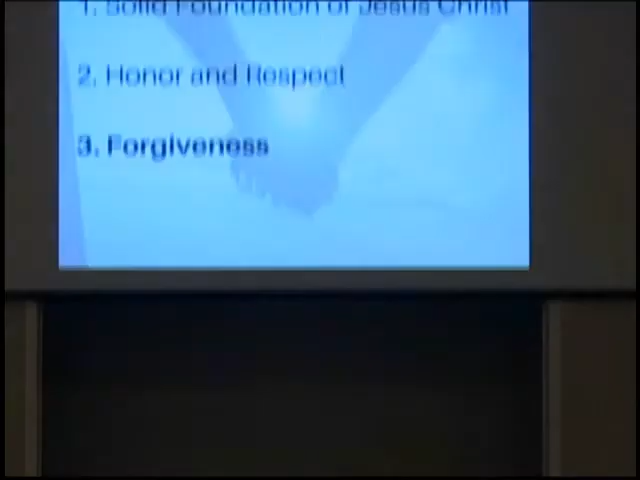 1. Solid Foundation of Jesus Christ
2. Honor and Respect
3. Forgiveness